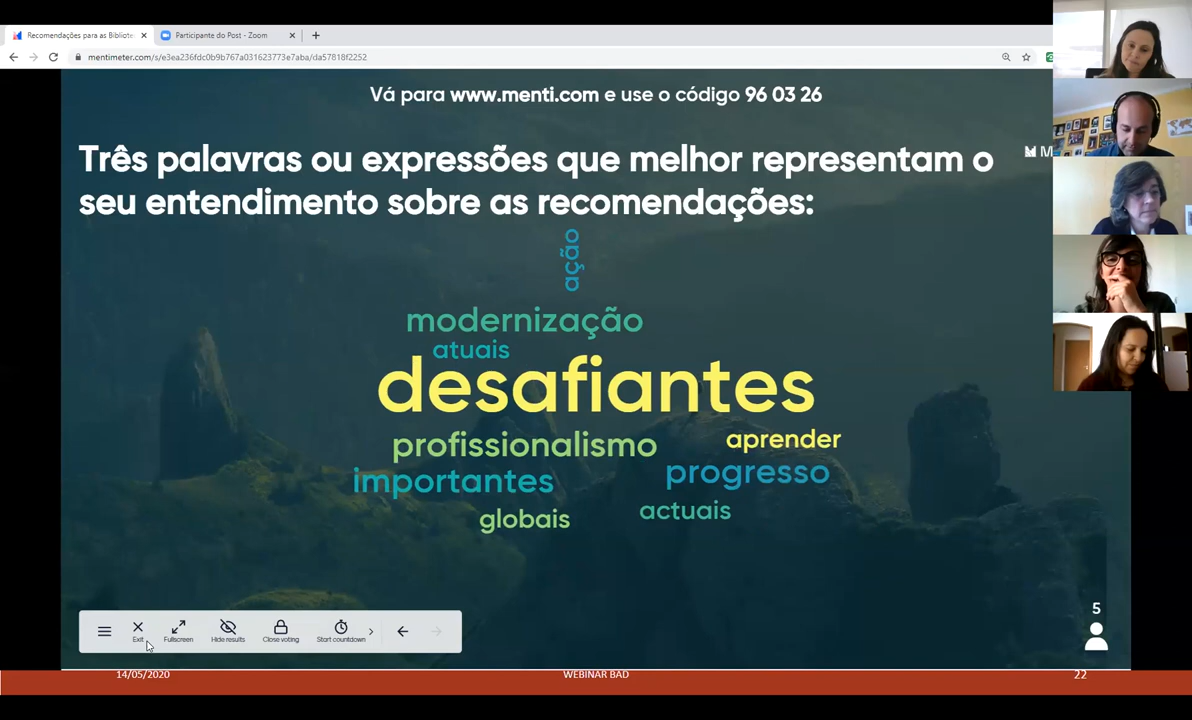 Recomendações para as Bibliote
Participante do Post - Zoom
mentimeter.com/s/e3ea236fdc0b9b767a031623773e7aba/da57818f2252
Vá para www.menti.com e use o código 96 03 26
Três palavras ou expressões que melhor representam o
seu entendimento sobre as recomendações:
M
ação
modernização
atuais
desafiantes
profissionalismo
aprender
importantes
progresso
globais
actuais
5
Exit
Fullscreen
Hide results
Close voting
Start countdown
14/05/2020
WEBINAR BAD
22